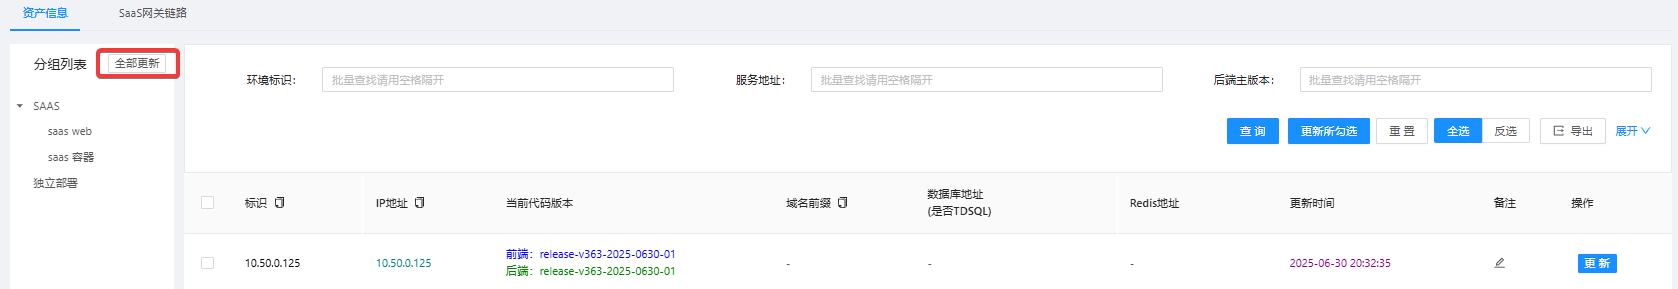 资产信息 SaaS网关链路
分组列表 全部更新
SAAS
saas web
saas 容器
独立部署
环境标识： 批量查找请用空格隔开 服务地址： 批量查找请用空格隔开 后端主版本： 批量查找请用空格隔开
查 询 更新所勾选 重 置 全选 反选 导出 展开
标识 IP地址 当前代码版本 域名前缀 数据库地址 Redis地址 更新时间 备注 操作
(是否TDSQL)
10.50.0.125 10.50.0.125 前端：release-v363-2025-0630-01 - - - 2025-06-30 20:32:35 更 新
后端：release-v363-2025-0630-01